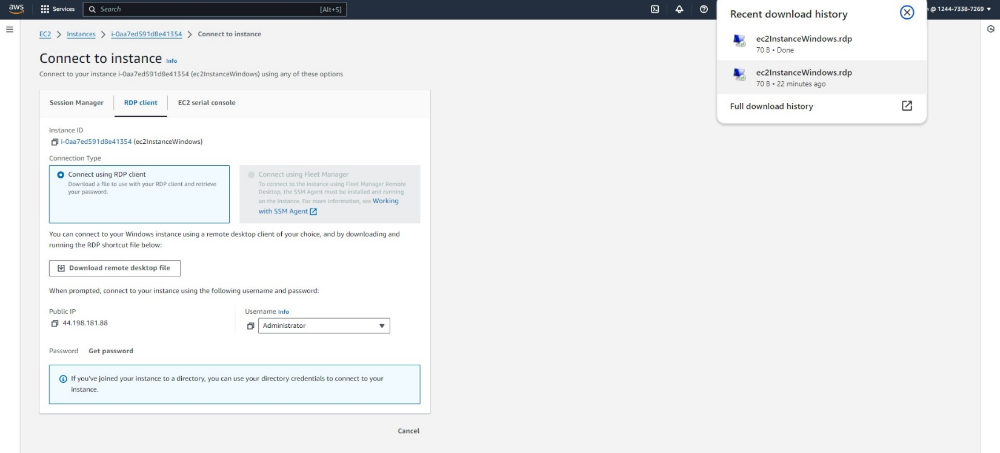 aws
Services
Search
[Alt+S]
@ 1244-7338-7269
EC2
Instances
i-0aa7ed591d8e41354
Connect to instance
Connect to instance Info
Connect to your instance i-0aa7ed591d8e41354 (ec2InstanceWindows) using any of these options
Session Manager
RDP client
EC2 serial console
Instance ID
i-0aa7ed591d8e41354 (ec2InstanceWindows)
Connection Type
Connect using RDP client
Download a file to use with your RDP client and retrieve
your password.
Connect using Fleet Manager
To connect to the instance using Fleet Manager Remote
Desktop, the SSM Agent must be installed and running
on the instance. For more information, see Working
with SSM Agent
You can connect to your Windows instance using a remote desktop client of your choice, and by downloading and
running the RDP shortcut file below:
Download remote desktop file
When prompted, connect to your instance using the following username and password:
Public IP
44.198.181.88
Username Info
Administrator
Password Get password
If you've joined your instance to a directory, you can use your directory credentials to connect to your
instance.
Cancel
Recent download history
ec2InstanceWindows.rdp
70 B • Done
ec2InstanceWindows.rdp
70 B • 22 minutes ago
Full download history